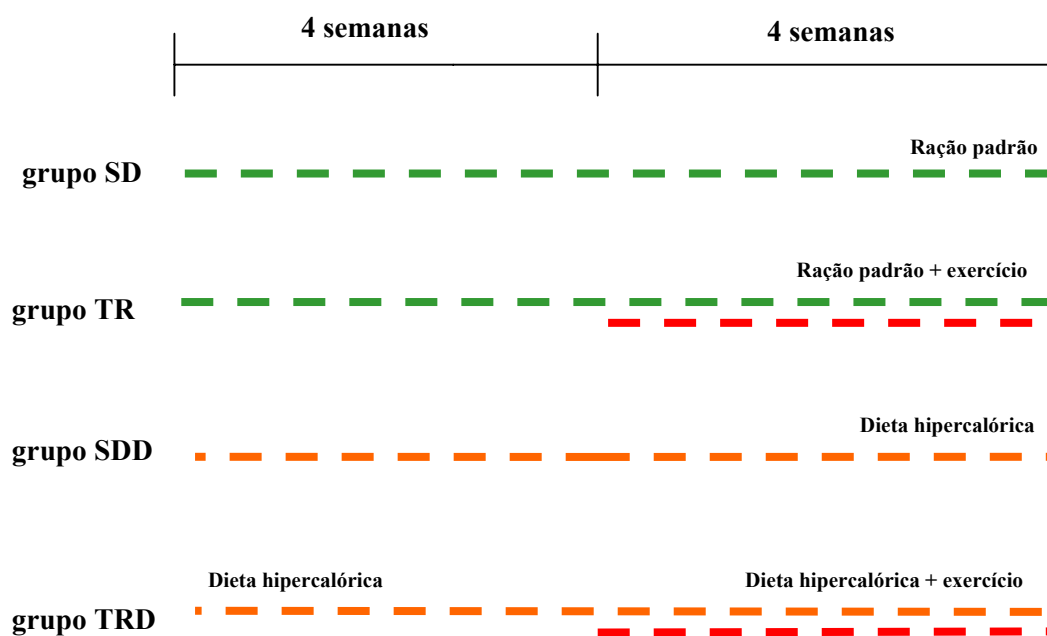 4 semanas
4 semanas
Ração padrão
grupo SD
Ração padrão + exercício
grupo TR
Dieta hipercalórica
grupo SDD
Dieta hipercalórica
Dieta hipercalórica + exercício
grupo TRD